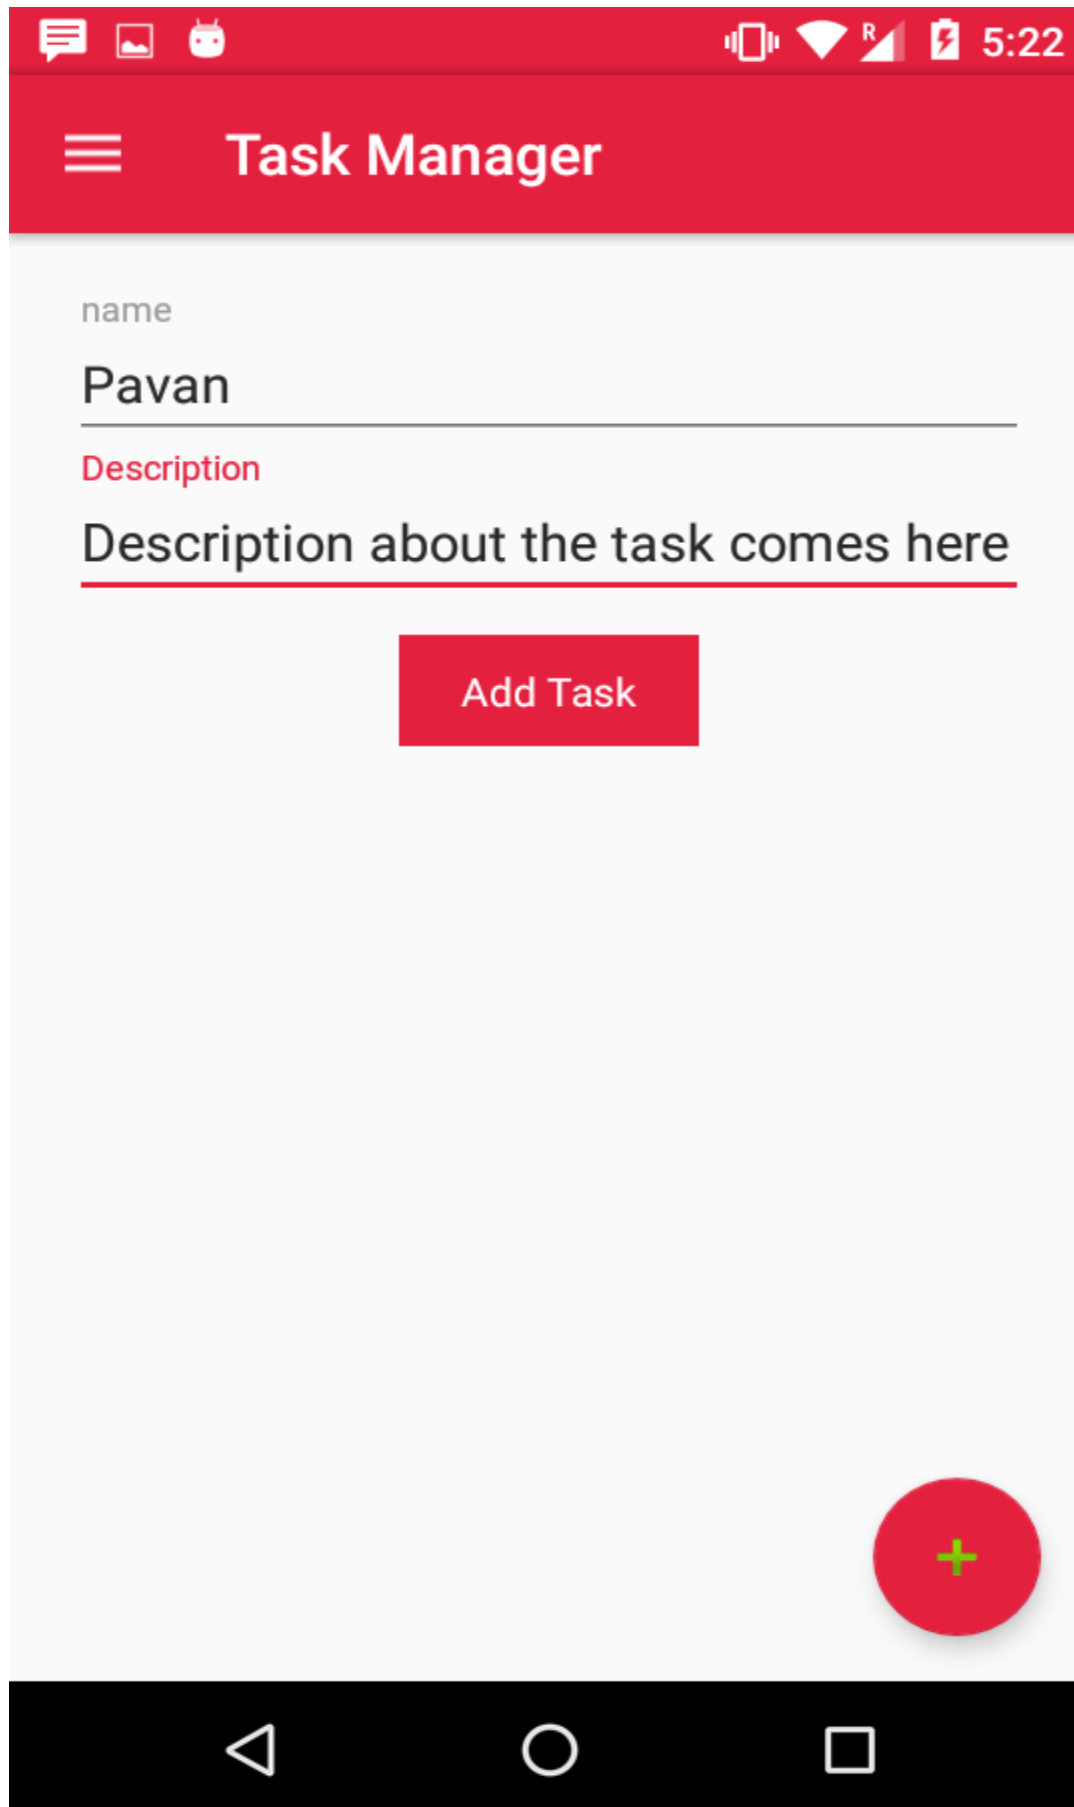 R 5:22
Task Manager
name
Pavan
Description
Description about the task comes here
Add Task